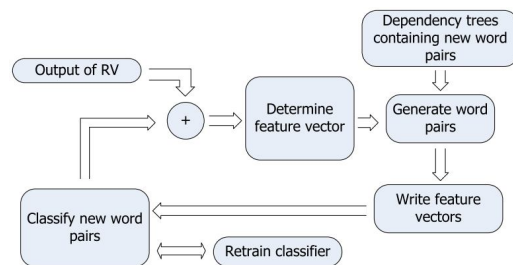 Dependency trees
containing new word
pairs
Output of RV
+
Determine
feature vector
Generate word
pairs
Write feature
vectors
Classify new word
pairs
Retrain classifier